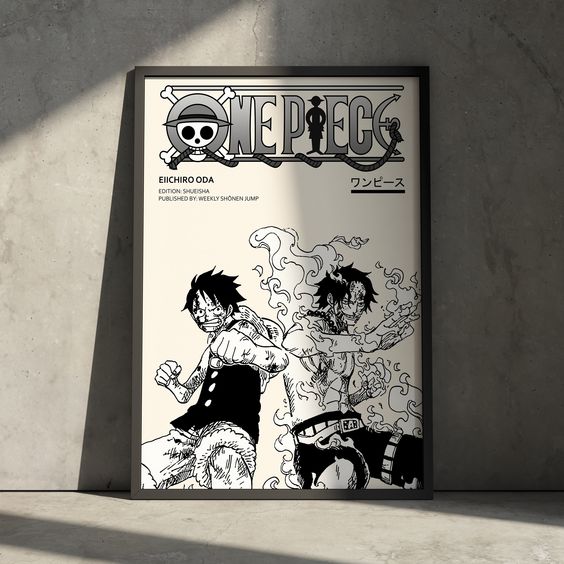 ONE PIECE
EIICHIRO ODA
EDITION: SHUEISHA
PUBLISHED BY: WEEKLY SHŌNEN JUMP
ワンピース